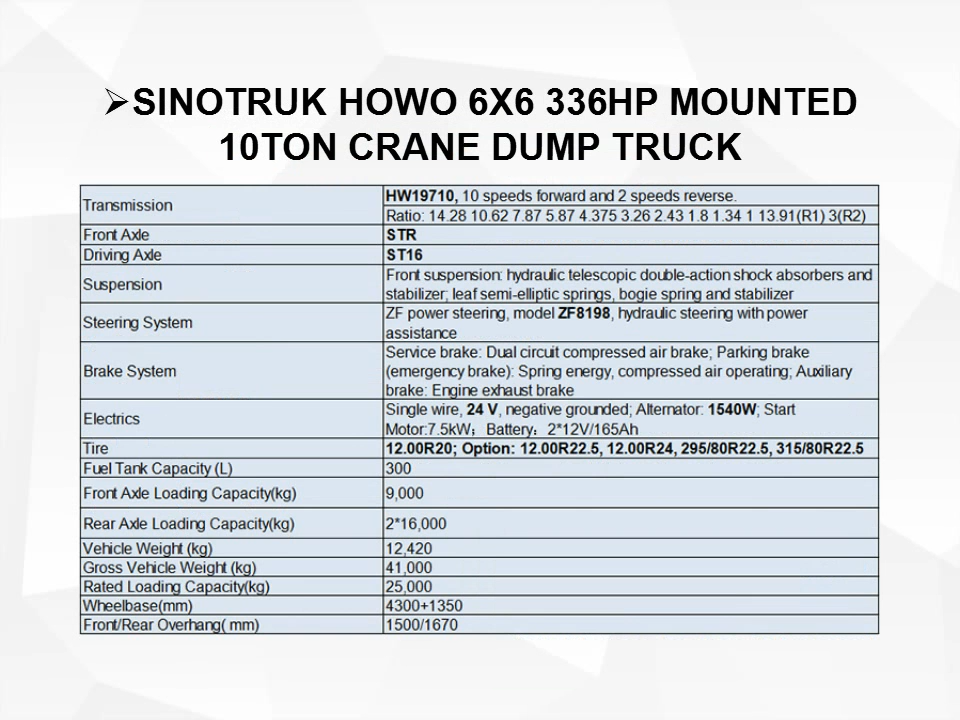 ➢SINOTRUK HOWO 6X6 336HP MOUNTED
10TON CRANE DUMP TRUCK
Transmission
HW19710, 10 speeds forward and 2 speeds reverse.
Ratio: 14.28 10.62 7.87 5.87 4.375 3.26 2.43 1.8 1.34 1 13.91(R1) 3(R2)
Front Axle STR
Driving Axle ST16
Suspension
Front suspension: hydraulic telescopic double-action shock absorbers and
stabilizer; leaf semi-elliptic springs, bogie spring and stabilizer
Steering System
ZF power steering, model ZF8198, hydraulic steering with power
assistance
Brake System
Service brake: Dual circuit compressed air brake; Parking brake
(emergency brake): Spring energy, compressed air operating; Auxiliary
brake: Engine exhaust brake
Electrics
Single wire, 24 V, negative grounded; Alternator: 1540W; Start
Motor:7.5kW；Battery：2*12V/165Ah
Tire 12.00R20; Option: 12.00R22.5, 12.00R24, 295/80R22.5, 315/80R22.5
Fuel Tank Capacity (L) 300
Front Axle Loading Capacity(kg) 9,000
Rear Axle Loading Capacity(kg) 2*16,000
Vehicle Weight (kg) 12,420
Gross Vehicle Weight (kg) 41,000
Rated Loading Capacity(kg) 25,000
Wheelbase(mm) 4300+1350
Front/Rear Overhang( mm) 1500/1670